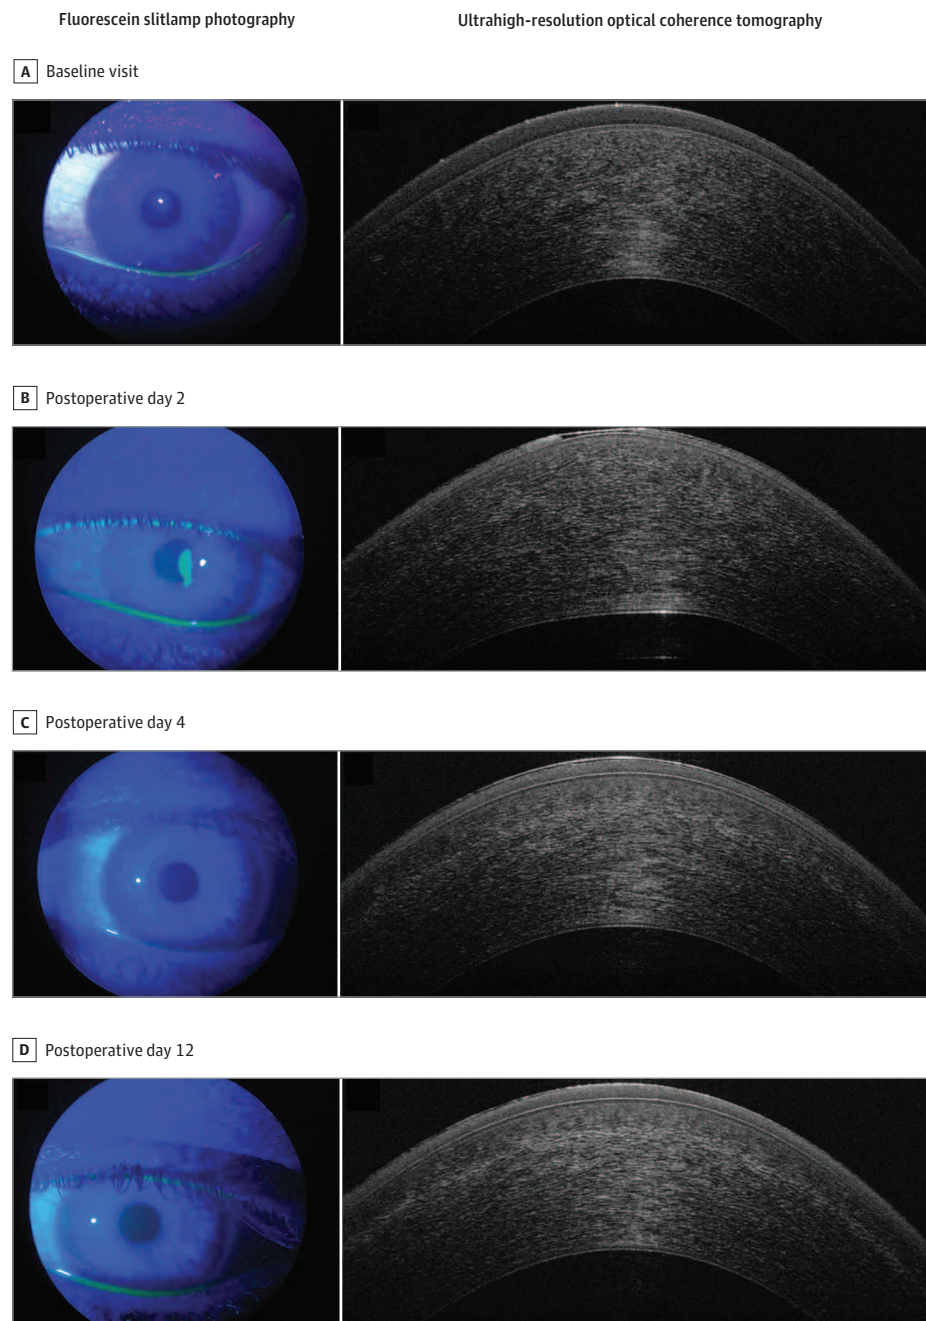 Fluorescein slitlamp photography
Ultrahigh-resolution optical coherence tomography
A Baseline visit
B Postoperative day 2
C Postoperative day 4
D Postoperative day 12